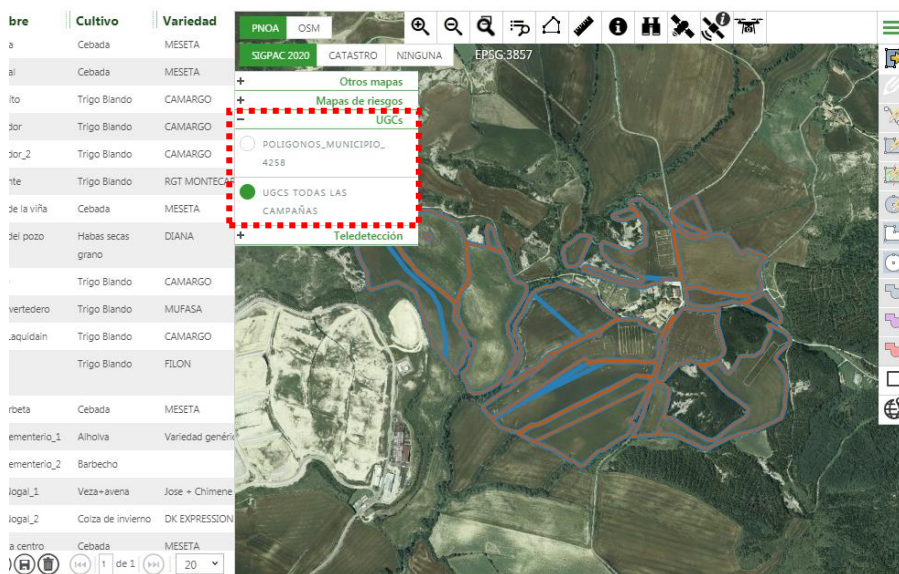 bre Cultivo Variedad
a Cebada MESETA
al Cebada MESETA
lto Trigo Blando CAMARGO
dor Trigo Blando CAMARGO
dor_2 Trigo Blando CAMARGO
nte Trigo Blando RGT MONTECAR
de la viña Cebada MESETA
del pozo Habas secas DIANA
grano
Trigo Blando CAMARGO
vertedero Trigo Blando MUFASA
aquidain Trigo Blando CAMARGO
Trigo Blando FILON
rbeta Cebada MESETA
ementerio_1 Alholva Variedad genéric
ementerio_2 Barbecho
Nogal_1 Veza+avena Jose + Chimene
Nogal_2 Colza de invierno DK EXPRESSION
a centro Cebada MESETA
1 de 1 20
PNOA OSM
SIGPAC 2020 CATASTRO NINGUNA EPSG:3857
+ Otros mapas
+ Mapas de riesgos
− UGCs
POLIGONOS_MUNICIPIO_
4258
UGCS TODAS LAS
CAMPAÑAS
+ Teledetección